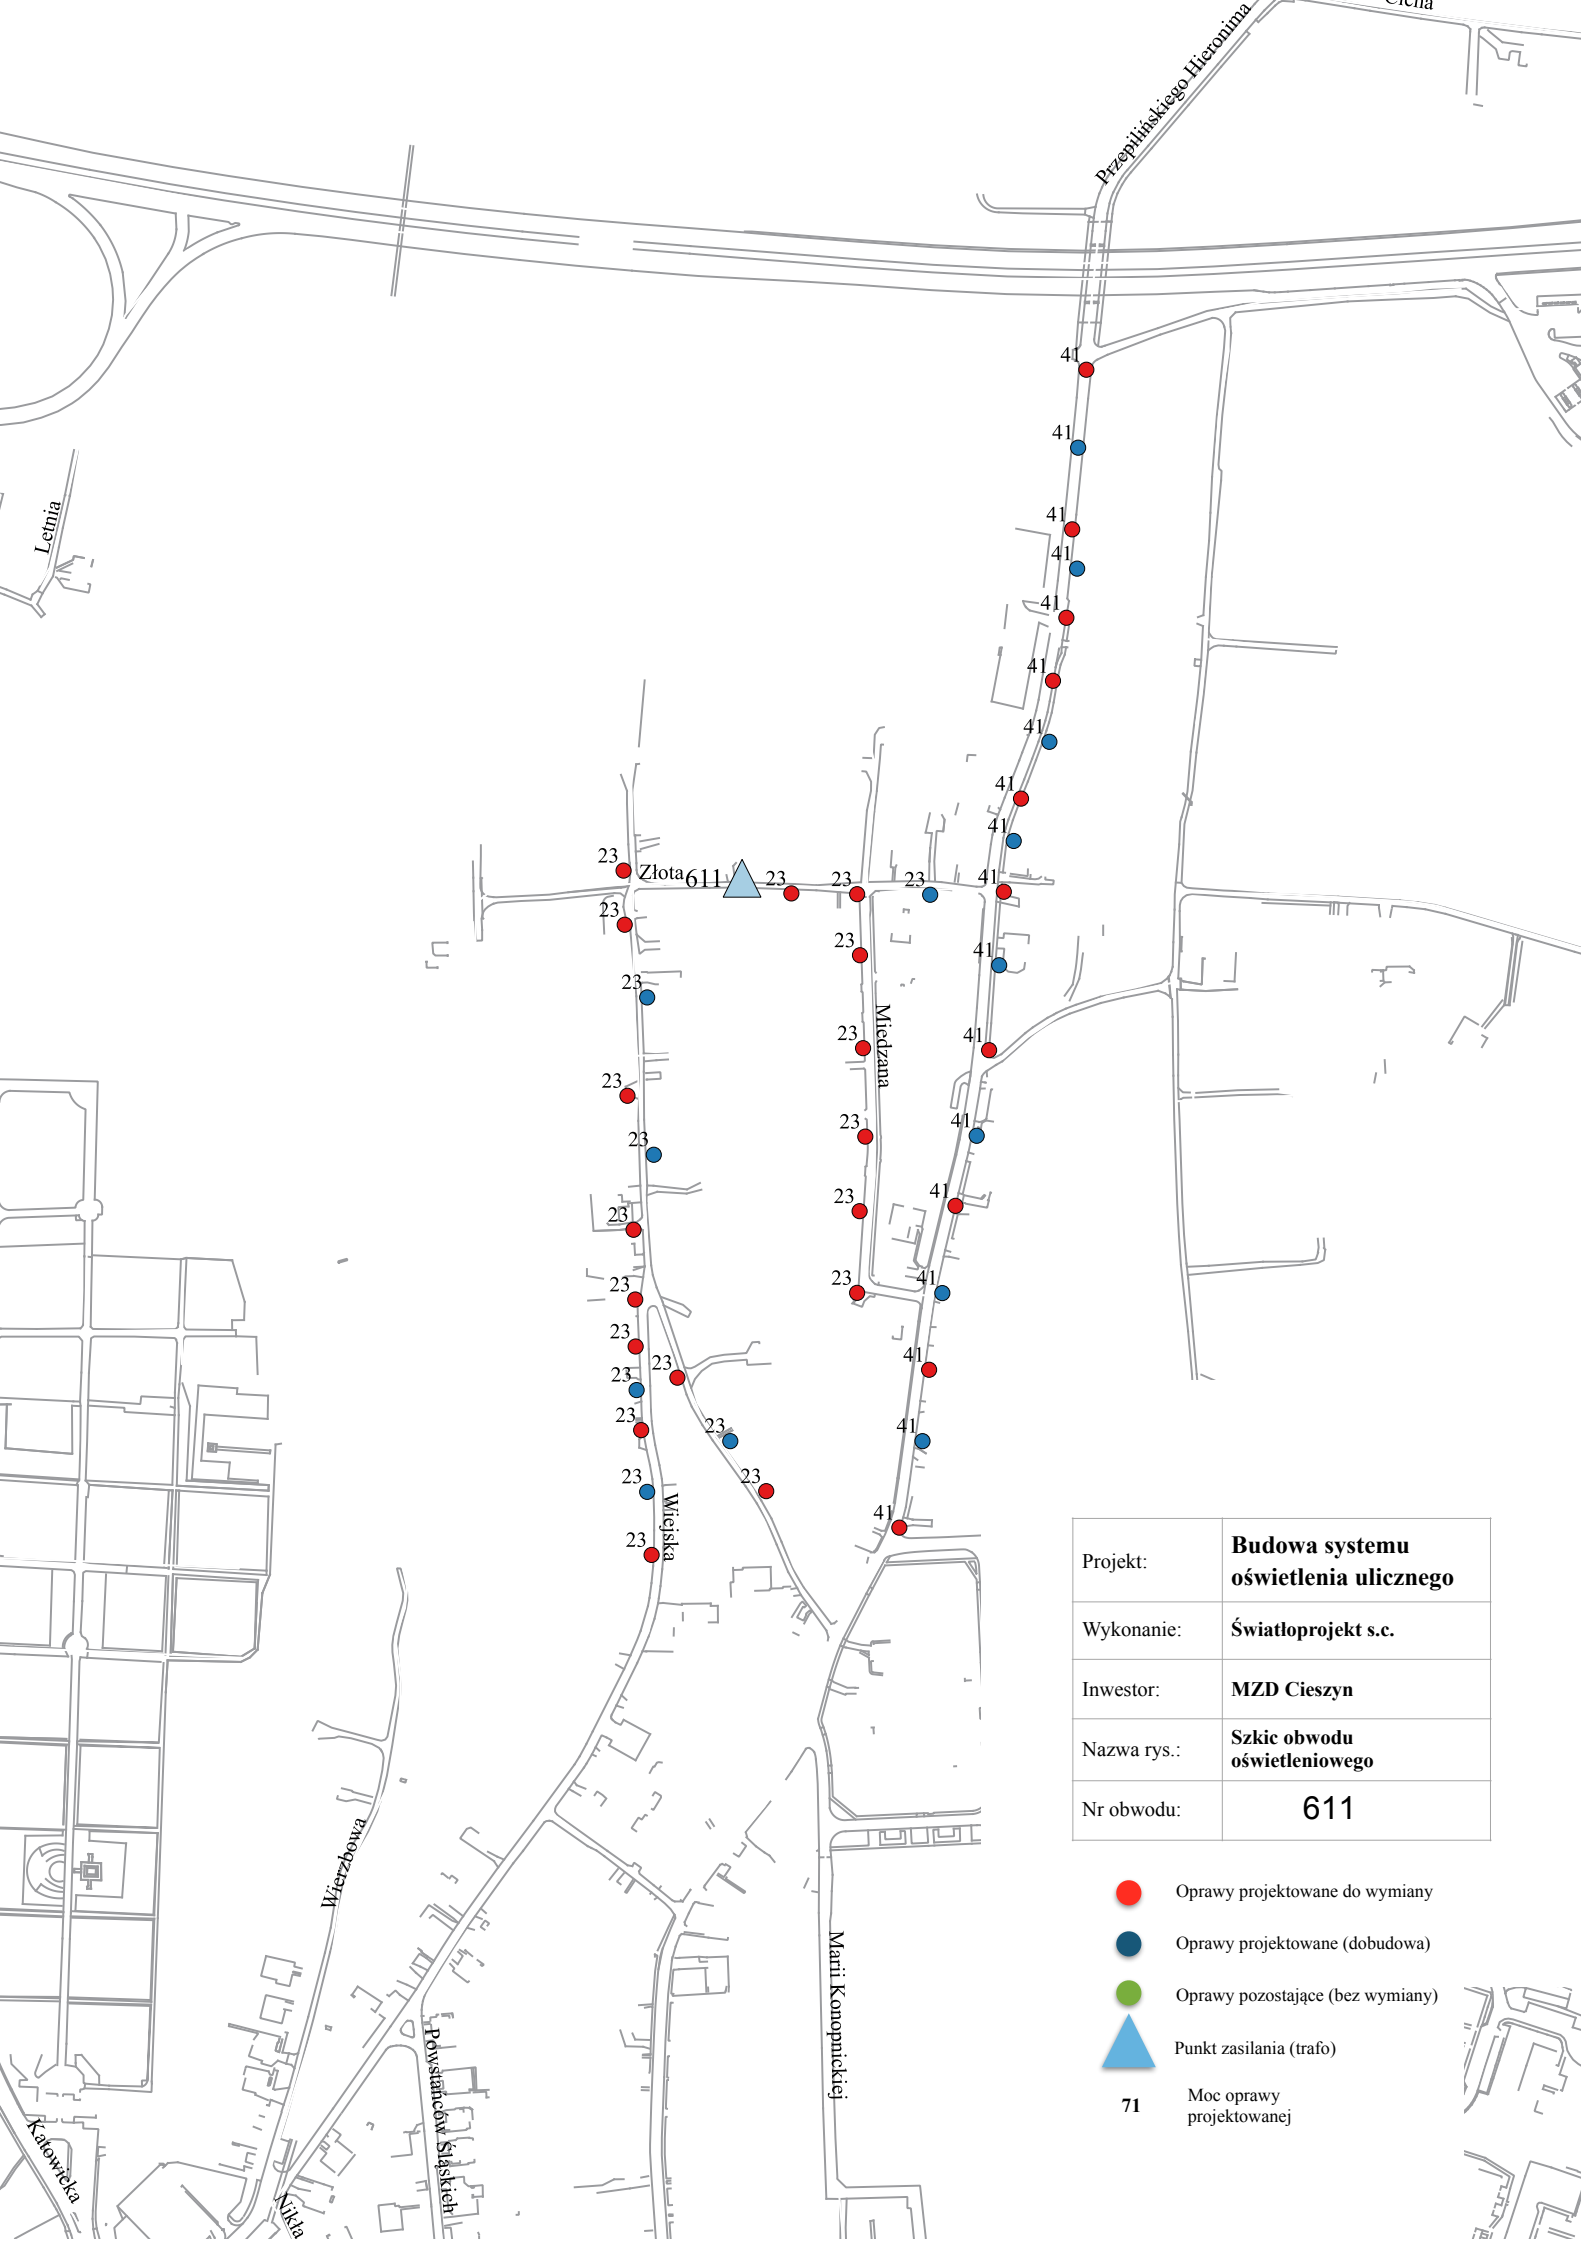 Cicha
Przepilińskiego Hieronima
41
41
41
Letnia
41
41
41
41
41
41
23
Złota
611
23
23
23
41
23
23
41
23
23
Miedzana
41
23
23
41
23
23
41
23
23
41
23
23
23
23
41
23
23
23
41
23
23
Wiejska
41
23
Projekt:
Budowa systemu
oświetlenia ulicznego
Wykonanie:
Światłoprojekt s.c.
Inwestor:
MZD Cieszyn
Nazwa rys.:
Szkic obwodu
oświetleniowego
Nr obwodu:
611
Wierzbowa
Oprawy projektowane do wymiany
Oprawy projektowane (dobudowa)
Oprawy pozostające (bez wymiany)
Punkt zasilania (trafo)
71
Moc oprawy
projektowanej
Marii Konopnickiej
Powstańców Śląskich
Katowicka
Nikła